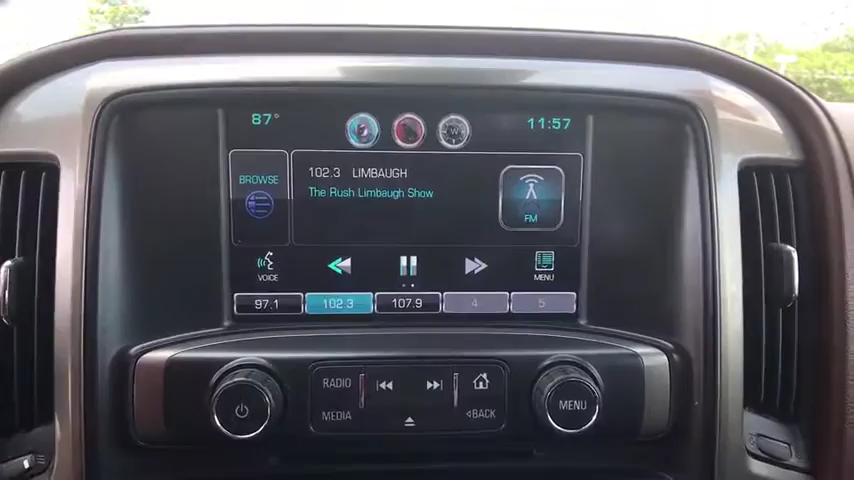 87°
W
11:57
BROWSE
102.3 LIMBAUGH
The Rush Limbaugh Show
FM
VOICE
MENU
97.1 102.3 107.9 4 5
RADIO
MEDIA
BACK
MENU